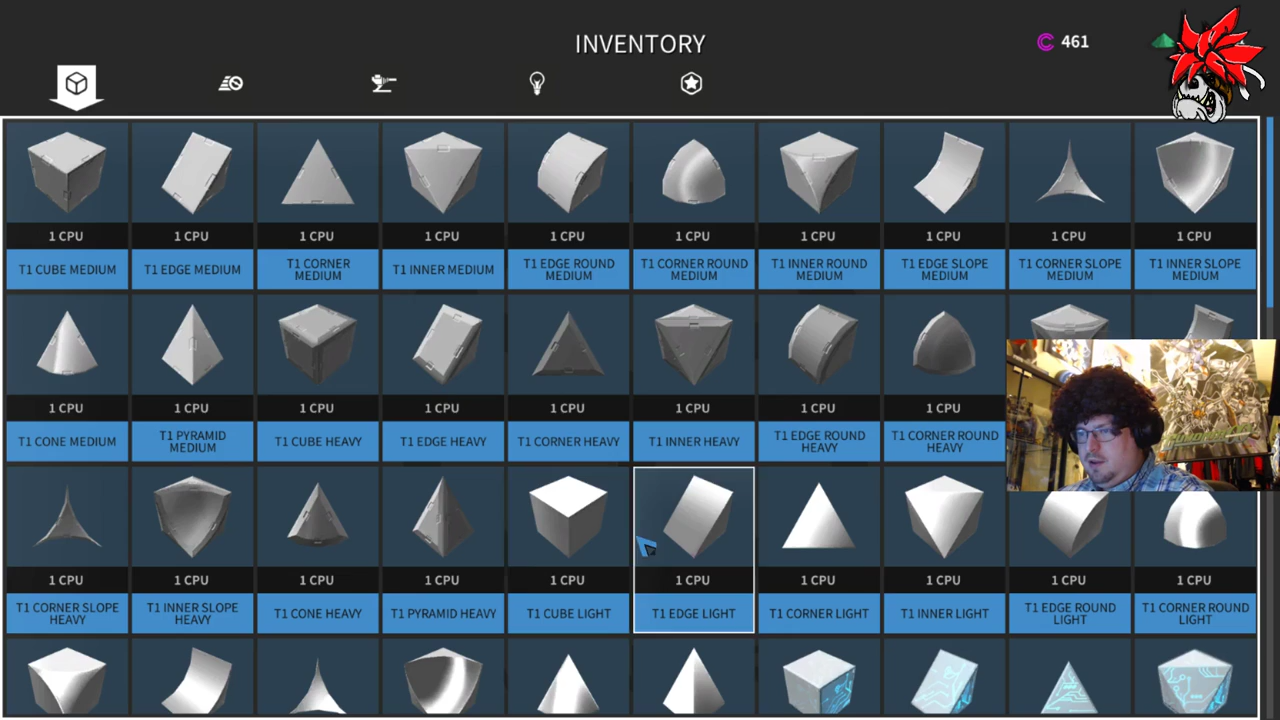 INVENTORY
461
1 CPU 1 CPU 1 CPU 1 CPU 1 CPU 1 CPU 1 CPU 1 CPU 1 CPU 1 CPU
T1 CUBE MEDIUM
T1 EDGE MEDIUM
T1 CORNER
MEDIUM
T1 INNER MEDIUM
T1 EDGE ROUND
MEDIUM
T1 CORNER ROUND
MEDIUM
T1 INNER ROUND
MEDIUM
T1 EDGE SLOPE
MEDIUM
T1 CORNER SLOPE
MEDIUM
T1 INNER SLOPE
MEDIUM
1 CPU 1 CPU 1 CPU 1 CPU 1 CPU 1 CPU 1 CPU 1 CPU
T1 CONE MEDIUM
T1 PYRAMID
MEDIUM
T1 CUBE HEAVY
T1 EDGE HEAVY
T1 CORNER HEAVY
T1 INNER HEAVY
T1 EDGE ROUND
HEAVY
T1 CORNER ROUND
HEAVY
1 CPU 1 CPU 1 CPU 1 CPU 1 CPU 1 CPU 1 CPU 1 CPU 1 CPU 1 CPU
T1 CORNER SLOPE
HEAVY
T1 INNER SLOPE
HEAVY
T1 CONE HEAVY
T1 PYRAMID HEAVY
T1 CUBE LIGHT
T1 EDGE LIGHT
T1 CORNER LIGHT
T1 INNER LIGHT
T1 EDGE ROUND
LIGHT
T1 CORNER ROUND
LIGHT